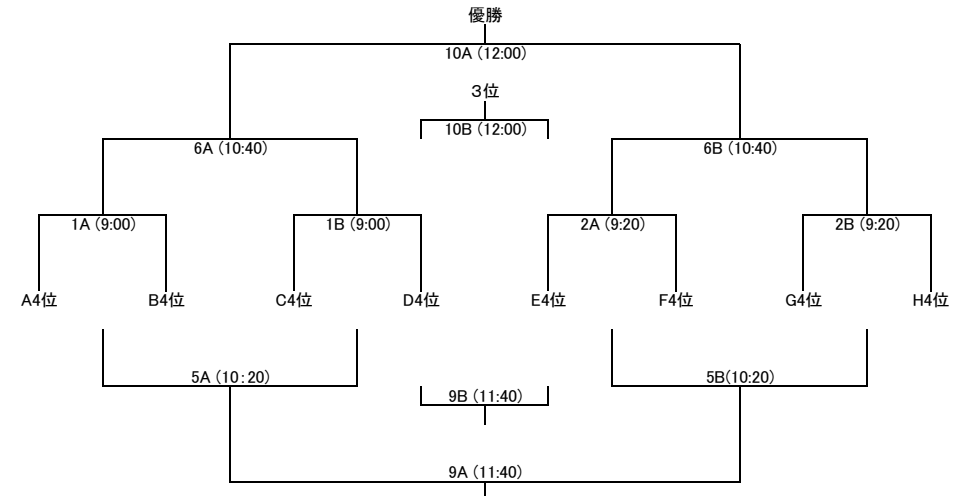 優勝
10A (12:00)
３位
10B (12:00)
6A (10:40)
6B (10:40)
1A (9:00)
1B (9:00)
2A (9:20)
2B (9:20)
A4位
B4位
C4位
D4位
E4位
F4位
G4位
H4位
5A (10：20)
5B(10:20)
9B (11:40)
9A (11:40)